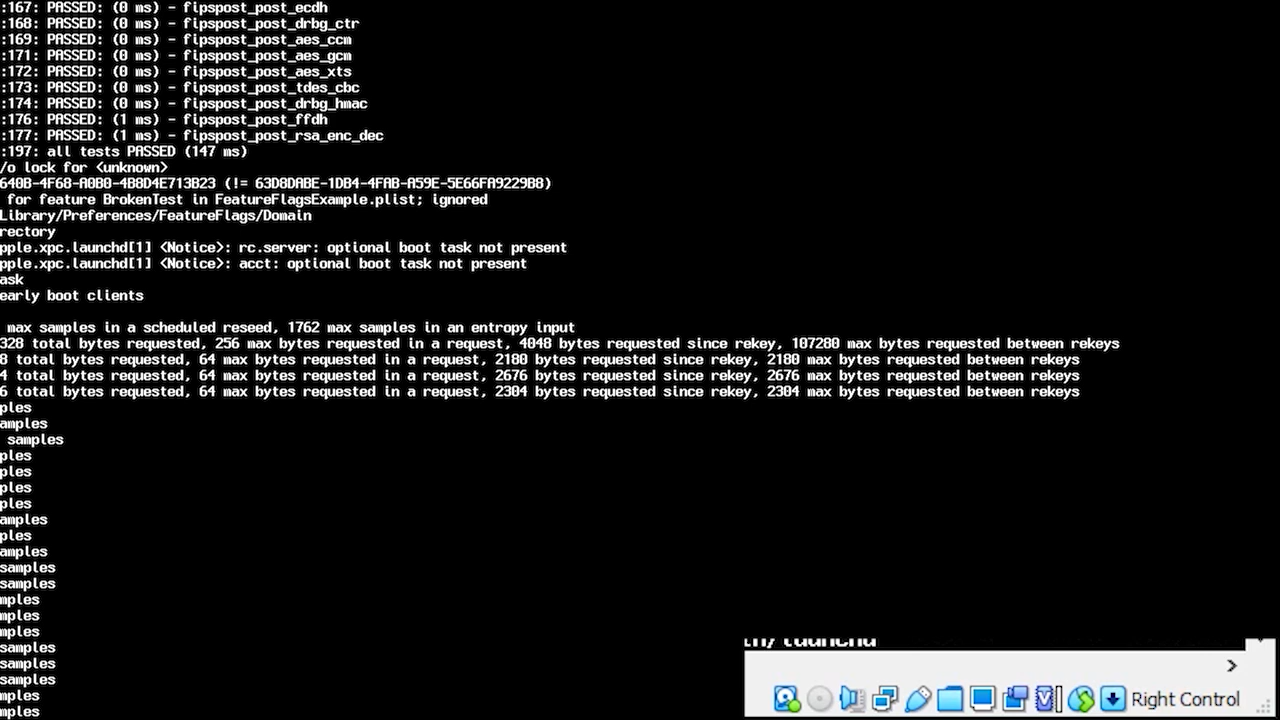 :167: PASSED: (0 ms) - fipspost_post_ecdh
:168: PASSED: (0 ms) - fipspost_post_drbg_ctr
:169: PASSED: (0 ms) - fipspost_post_aes_ccm
:171: PASSED: (0 ms) - fipspost_post_aes_gcm
:172: PASSED: (0 ms) - fipspost_post_aes_xts
:173: PASSED: (0 ms) - fipspost_post_tdes_cbc
:174: PASSED: (0 ms) - fipspost_post_drbg_hmac
:176: PASSED: (1 ms) - fipspost_post_ffdh
:177: PASSED: (1 ms) - fipspost_post_rsa_enc_dec
:197: all tests PASSED (147 ms)
/o lock for <unknown>
640B-4F68-A0B0-4B8D4E713B23 (!= 63D8DABE-1DB4-4FAB-A59E-5E66FA9229B8)
for feature BrokenTest in FeatureFlagsExample.plist; ignored
Library/Preferences/FeatureFlags/Domain
rectory
pple.xpc.launchd[1] <Notice>: rc.server: optional boot task not present
pple.xpc.launchd[1] <Notice>: acct: optional boot task not present
ask
early boot clients
max samples in a scheduled reseed, 1762 max samples in an entropy input
328 total bytes requested, 256 max bytes requested in a request, 4048 bytes requested since rekey, 107280 max bytes requested between rekeys
8 total bytes requested, 64 max bytes requested in a request, 2180 bytes requested since rekey, 2180 max bytes requested between rekeys
4 total bytes requested, 64 max bytes requested in a request, 2676 bytes requested since rekey, 2676 max bytes requested between rekeys
6 total bytes requested, 64 max bytes requested in a request, 2304 bytes requested since rekey, 2304 max bytes requested between rekeys
ples
amples
samples
ples
ples
ples
ples
amples
ples
amples
samples
samples
mples
mples
mples
samples
samples
samples
mples
mples
Right Control